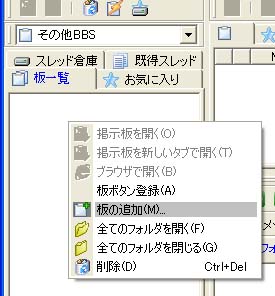 その他BBS
スレッド倉庫 既得スレッド
板一覧 お気に入り
掲示板を開く(O)
掲示板を新しいタブで開く(T)
ブラウザで開く(B)
板ボタン登録(A)
板の追加(M)...
全てのフォルダを開く(F)
全てのフォルダを閉じる(G)
削除(D) Ctrl+Del